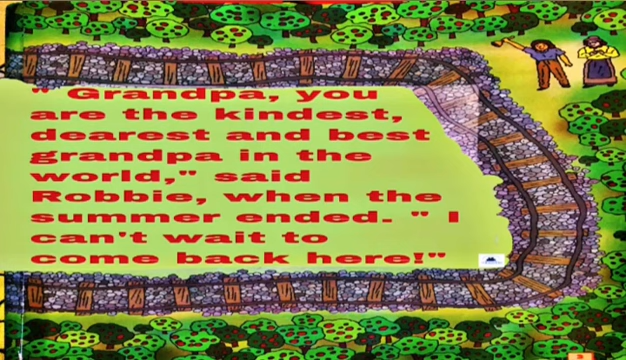 " Grandpa, you
are the kindest,
dearest and best
grandpa in the
world," said
Robbie, when the
summer ended. " I
can't wait to
come back here!"